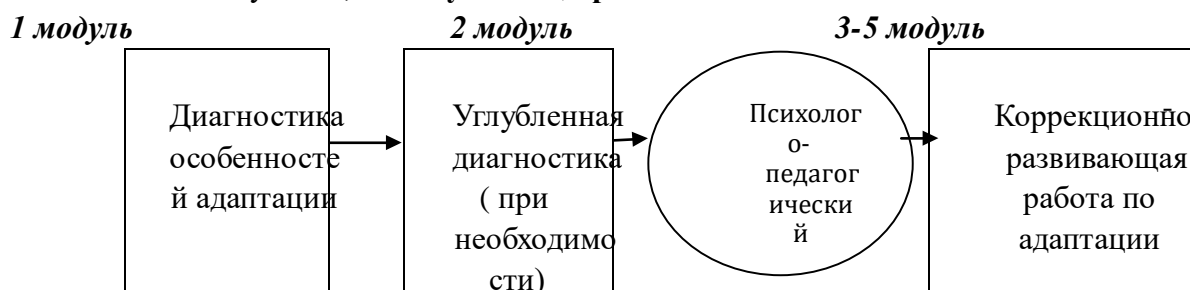 1 модуль
2 модуль
3-5 модуль
Диагностика
особенносте
й адаптации
Углубленная
диагностика
( при
необходимо
сти)
Психолог
о-
педагог
ически
й
Коррекционно-
развивающая
работа по
адаптации